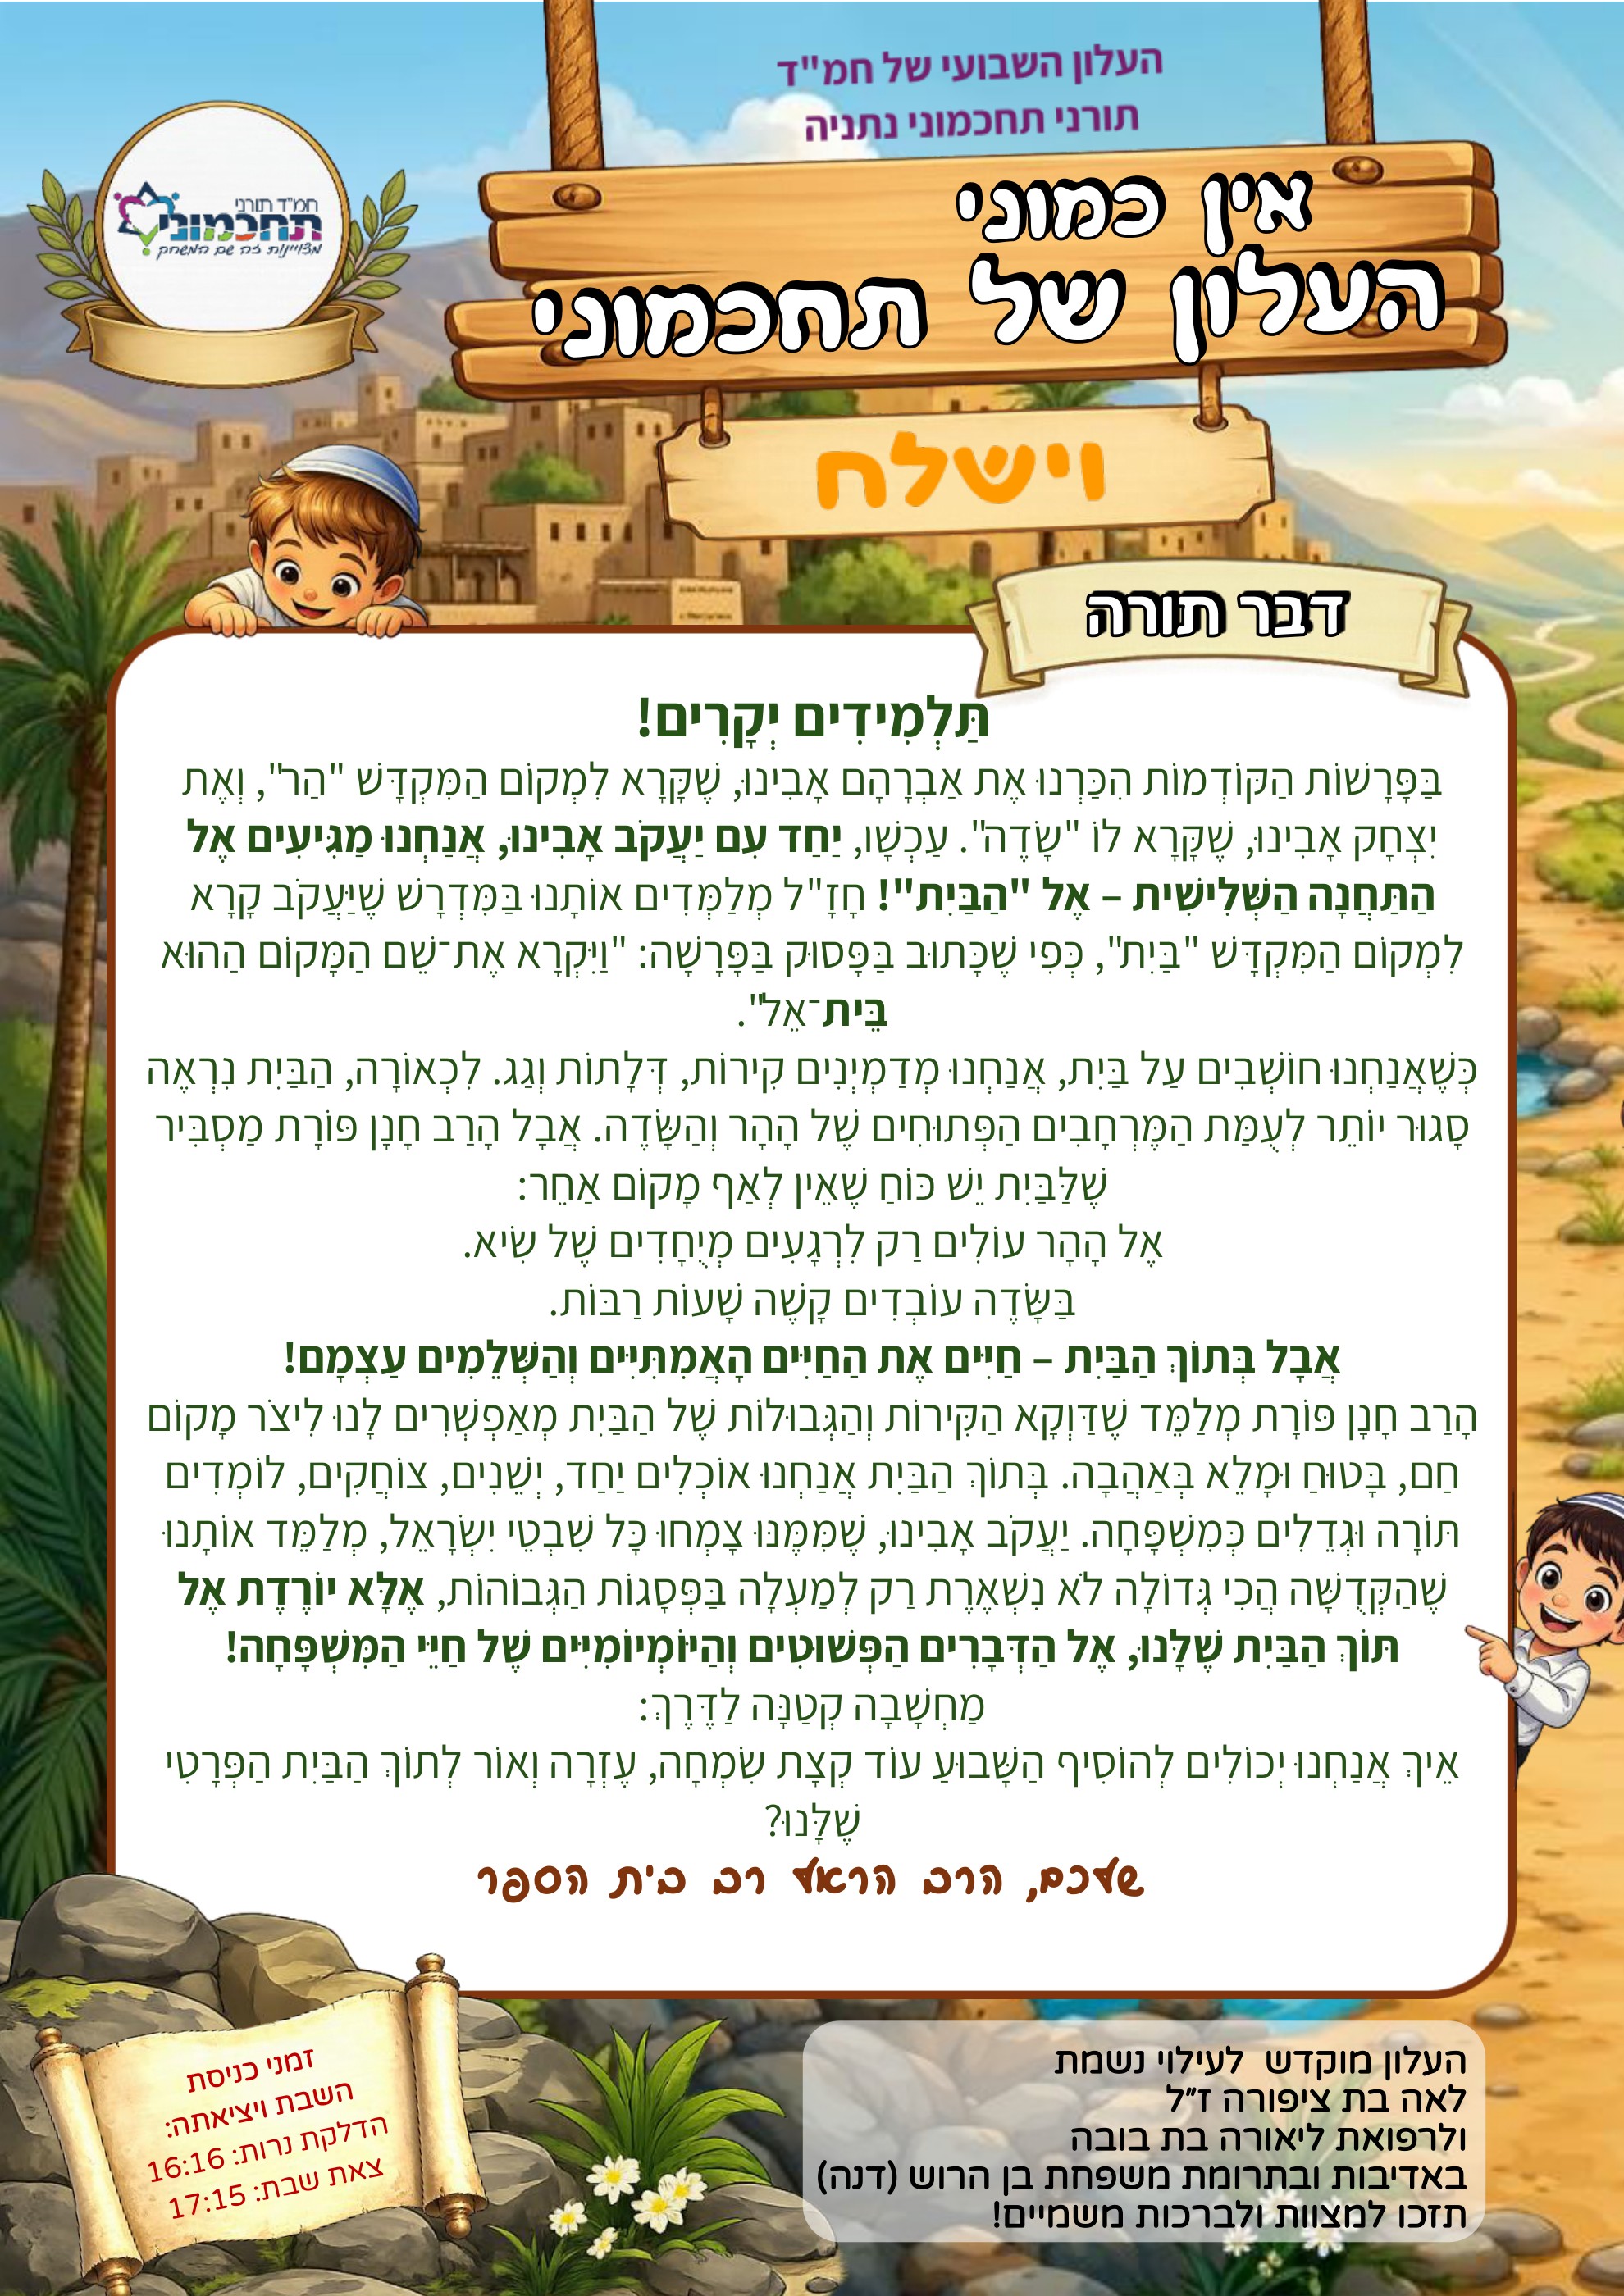 העלון השבועי של חמ"ד
תורני תחכמוני נתניה
חמ"ד תורני
תחכמוני
מצויינות זה שם המשחק
אין כמוני
העלון של תחכמוני
וישלח
דבר תורה
תַּלְמִידִים יְקָרִים!
בַּפָּרָשׁוֹת הַקּוֹדְמוֹת הִכַּרְנוּ אֶת אַבְרָהָם אָבִינוּ, שֶׁקָּרָא לִמְקוֹם הַמִּקְדָּשׁ "הַר", וְאֶת
יִצְחָק אָבִינוּ, שֶׁקָּרָא לוֹ "שָׂדֶה". עַכְשָׁו, יַחַד עִם יַעֲקֹב אָבִינוּ, אֲנַחְנוּ מַגִּיעִים אֶל
הַתַּחֲנָה הַשְּׁלִישִׁית – אֶל "הַבַּיִת"! חָזָ"ל מְלַמְּדִים אוֹתָנוּ בַּמִּדְרָשׁ שֶׁיַּעֲקֹב קָרָא
לִמְקוֹם הַמִּקְדָּשׁ "בַּיִת", כְּפִי שֶׁכָּתוּב בַּפָּסוּק בַּפָּרָשָׁה: "וַיִּקְרָא אֶת־שֵׁם הַמָּקוֹם הַהוּא
בֵּית־אֵל".
כְּשֶׁאֲנַחְנוּ חוֹשְׁבִים עַל בַּיִת, אֲנַחְנוּ מְדַמְיְנִים קִירוֹת, דְּלָתוֹת וְגַג. לִכְאוֹרָה, הַבַּיִת נִרְאֶה
סָגוּר יוֹתֵר לְעֻמַּת הַמֶּרְחָבִים הַפְּתוּחִים שֶׁל הָהָר וְהַשָּׂדֶה. אֲבָל הָרַב חָנָן פּוֹרָת מַסְבִּיר
שֶׁלַּבַּיִת יֵשׁ כּוֹחַ שֶׁאֵין לְאַף מָקוֹם אַחֵר:
אֶל הָהָר עוֹלִים רַק לִרְגָעִים מְיֻחָדִים שֶׁל שִׂיא.
בַּשָּׂדֶה עוֹבְדִים קָשֶׁה שָׁעוֹת רַבּוֹת.
אֲבָל בְּתוֹךְ הַבַּיִת – חַיִּים אֶת הַחַיִּים הָאֲמִתִּיִּים וְהַשְּׁלֵמִים עַצְמָם!
הָרַב חָנָן פּוֹרָת מְלַמֵּד שֶׁדַּוְקָא הַקִּירוֹת וְהַגְּבוּלוֹת שֶׁל הַבַּיִת מְאַפְשְׁרִים לָנוּ לִיצֹר מָקוֹם
חַם, בָּטוּחַ וּמָלֵא בְּאַהֲבָה. בְּתוֹךְ הַבַּיִת אֲנַחְנוּ אוֹכְלִים יַחַד, יְשֵׁנִים, צוֹחֲקִים, לוֹמְדִים
תּוֹרָה וּגְדֵלִים כְּמִשְׁפָּחָה. יַעֲקֹב אָבִינוּ, שֶׁמִּמֶּנּוּ צָמְחוּ כָּל שִׁבְטֵי יִשְׂרָאֵל, מְלַמֵּד אוֹתָנוּ
שֶׁהַקְּדֻשָּׁה הֲכִי גְּדוֹלָה לֹא נִשְׁאֶרֶת רַק לְמַעְלָה בַּפְּסָגוֹת הַגְּבוֹהוֹת, אֶלָּא יוֹרֶדֶת אֶל
תּוֹךְ הַבַּיִת שֶׁלָּנוּ, אֶל הַדְּבָרִים הַפְּשׁוּטִים וְהַיּוֹמְיוֹמִיִּים שֶׁל חַיֵּי הַמִּשְׁפָּחָה!
מַחְשָׁבָה קְטַנָּה לַדֶּרֶךְ:
אֵיךְ אֲנַחְנוּ יְכוֹלִים לְהוֹסִיף הַשָּׁבוּעַ עוֹד קְצָת שִׂמְחָה, עֶזְרָה וְאוֹר לְתוֹךְ הַבַּיִת הַפְּרָטִי
שֶׁלָּנוּ?
שלכם, הרב הראל רב בית הספר
זמני כניסת
השבת ויציאתה:
הדלקת נרות: 16:16
צאת שבת: 17:15
העלון מוקדש לעילוי נשמת
לאה בת ציפורה ז״ל
ולרפואת ליאורה בת בובה
באדיבות ובתרומת משפחת בן הרוש (דנה)
תזכו למצוות ולברכות משמיים!